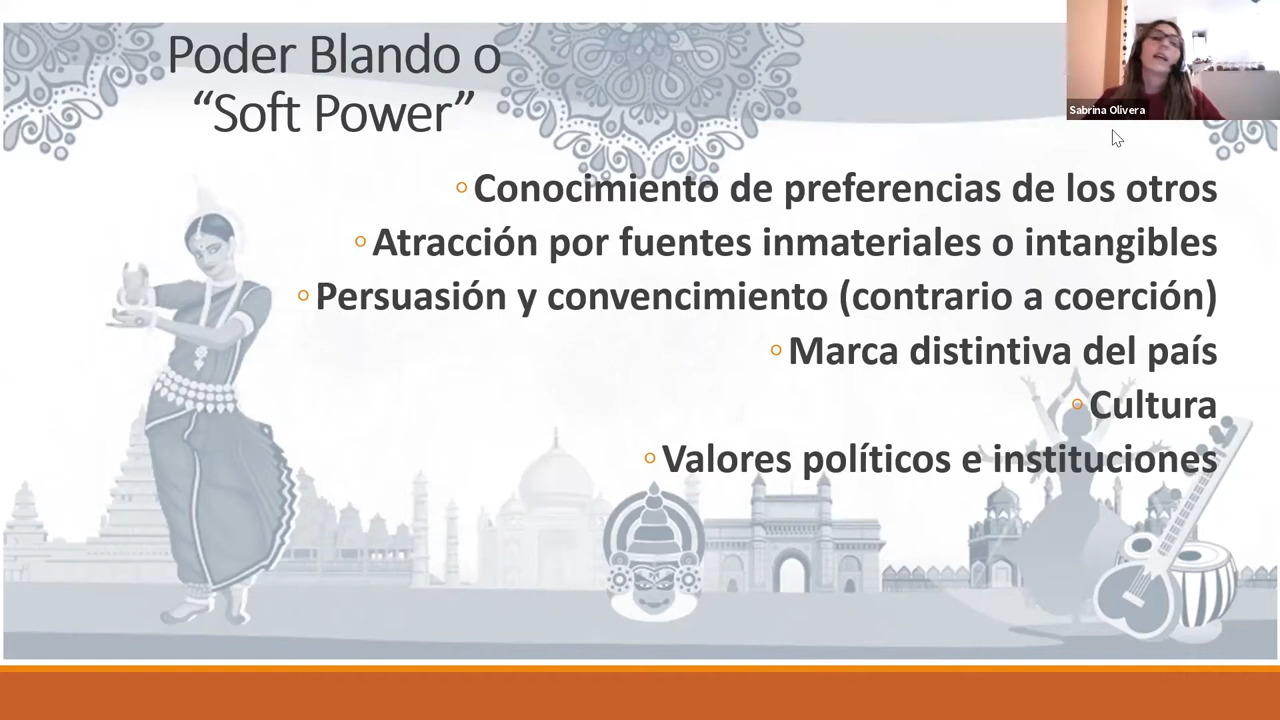 Poder Blando o
“Soft Power”
Sabrina Olivera
Conocimiento de preferencias de los otros
Atracción por fuentes inmateriales o intangibles
Persuasión y convencimiento (contrario a coerción)
Marca distintiva del país
Cultura
Valores políticos e instituciones